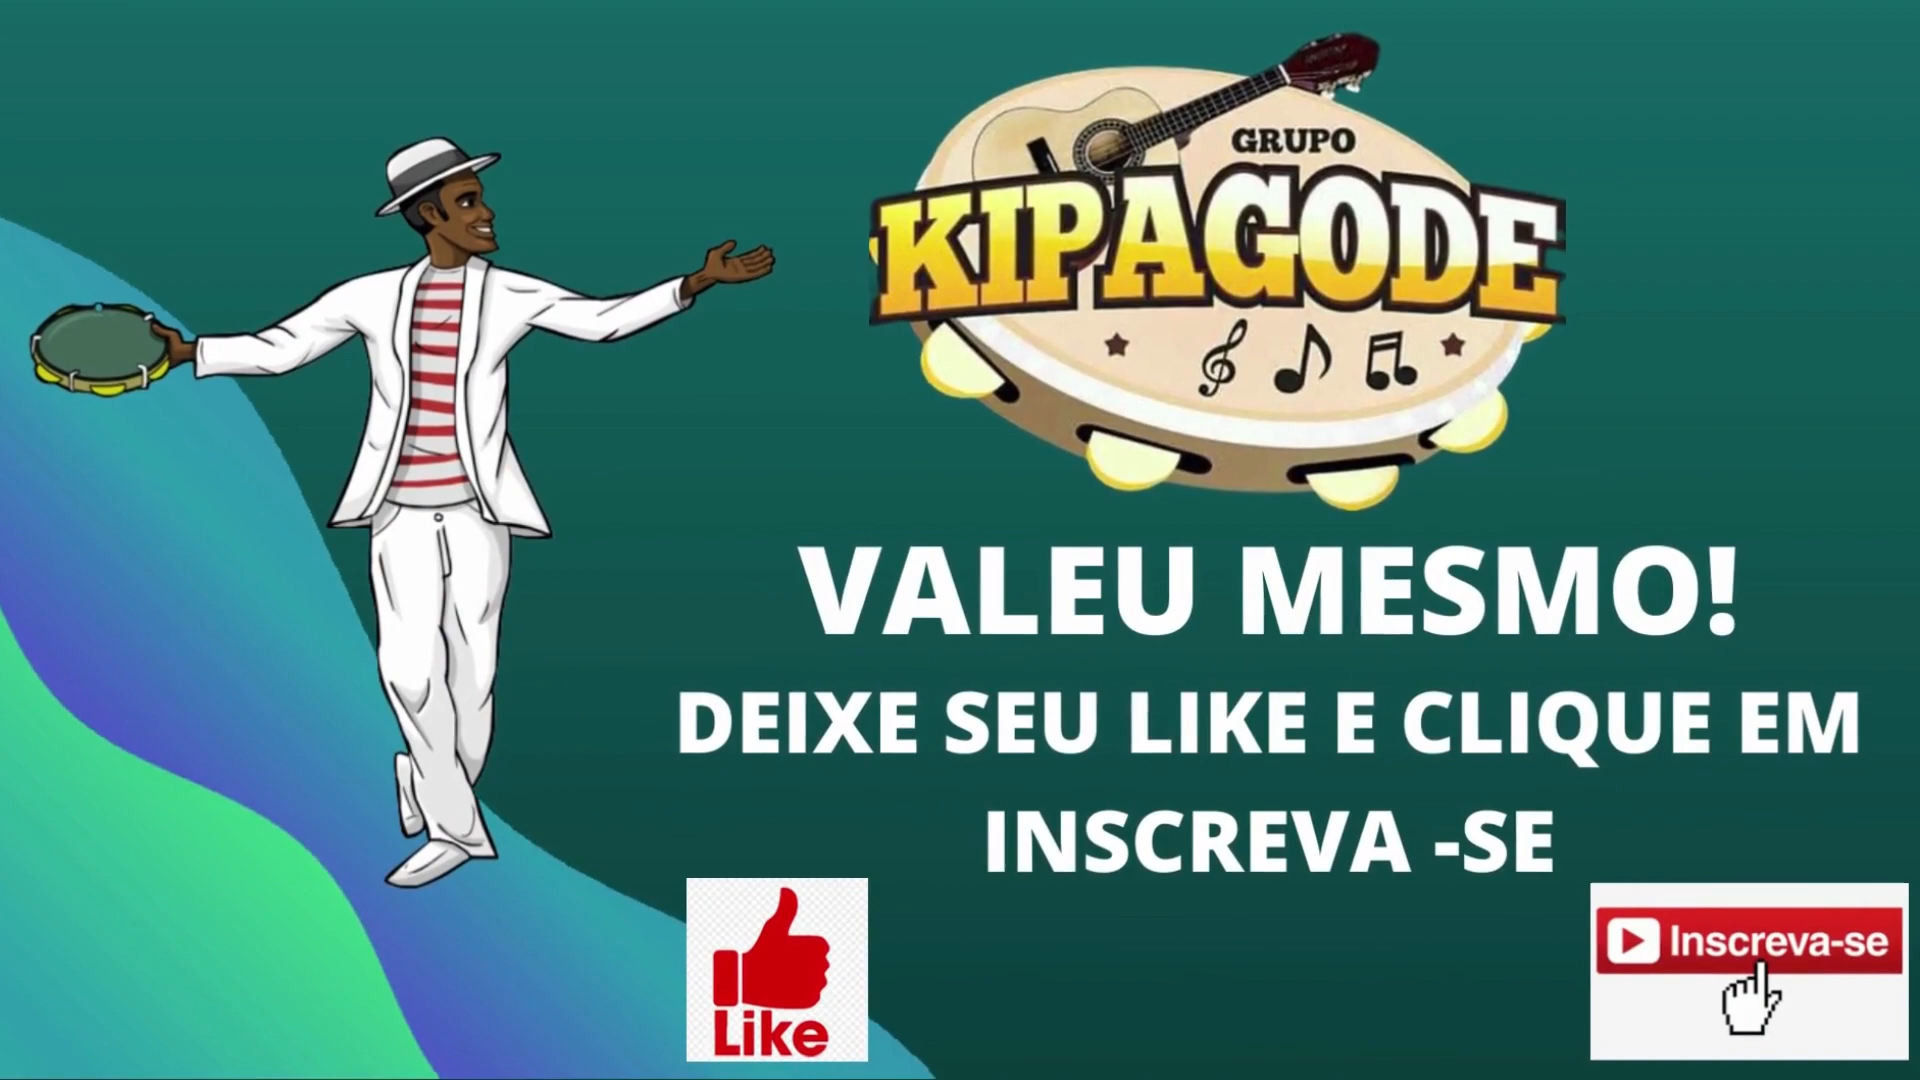 GRUPO
KIPAGODE
VALEU MESMO!
DEIXE SEU LIKE E CLIQUE EM
INSCREVA -SE
Like
Inscreva-se